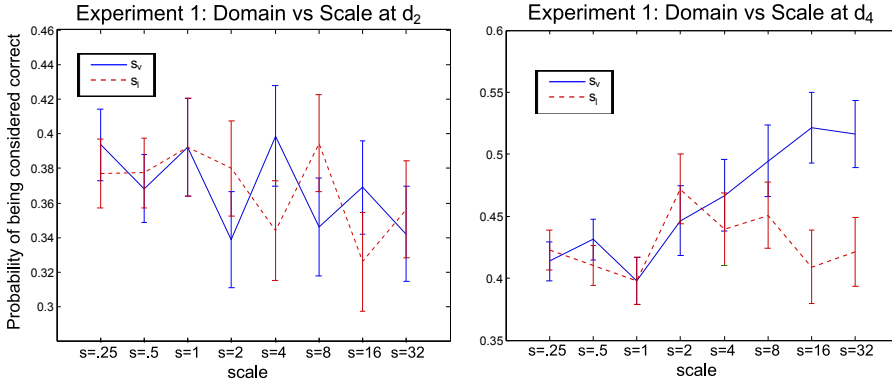 Experiment 1: Domain vs Scale at d2
Probability of being considered correct
0.46
0.44
0.42
0.4
0.38
0.36
0.34
0.32
0.3
sv
sl
s=.25 s=.5 s=1 s=2 s=4 s=8 s=16 s=32
scale
Experiment 1: Domain vs Scale at d4
0.6
0.55
0.5
0.45
0.4
0.35
sv
sl
s=.25 s=.5 s=1 s=2 s=4 s=8 s=16 s=32
scale